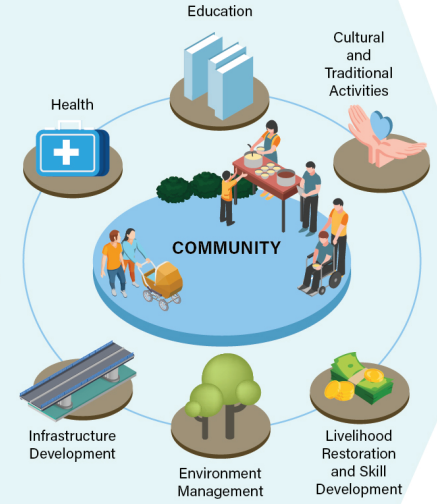 Education
Cultural
and
Traditional
Activities
Health
COMMUNITY
Infrastructure
Development
Environment
Management
Livelihood
Restoration
and Skill
Development